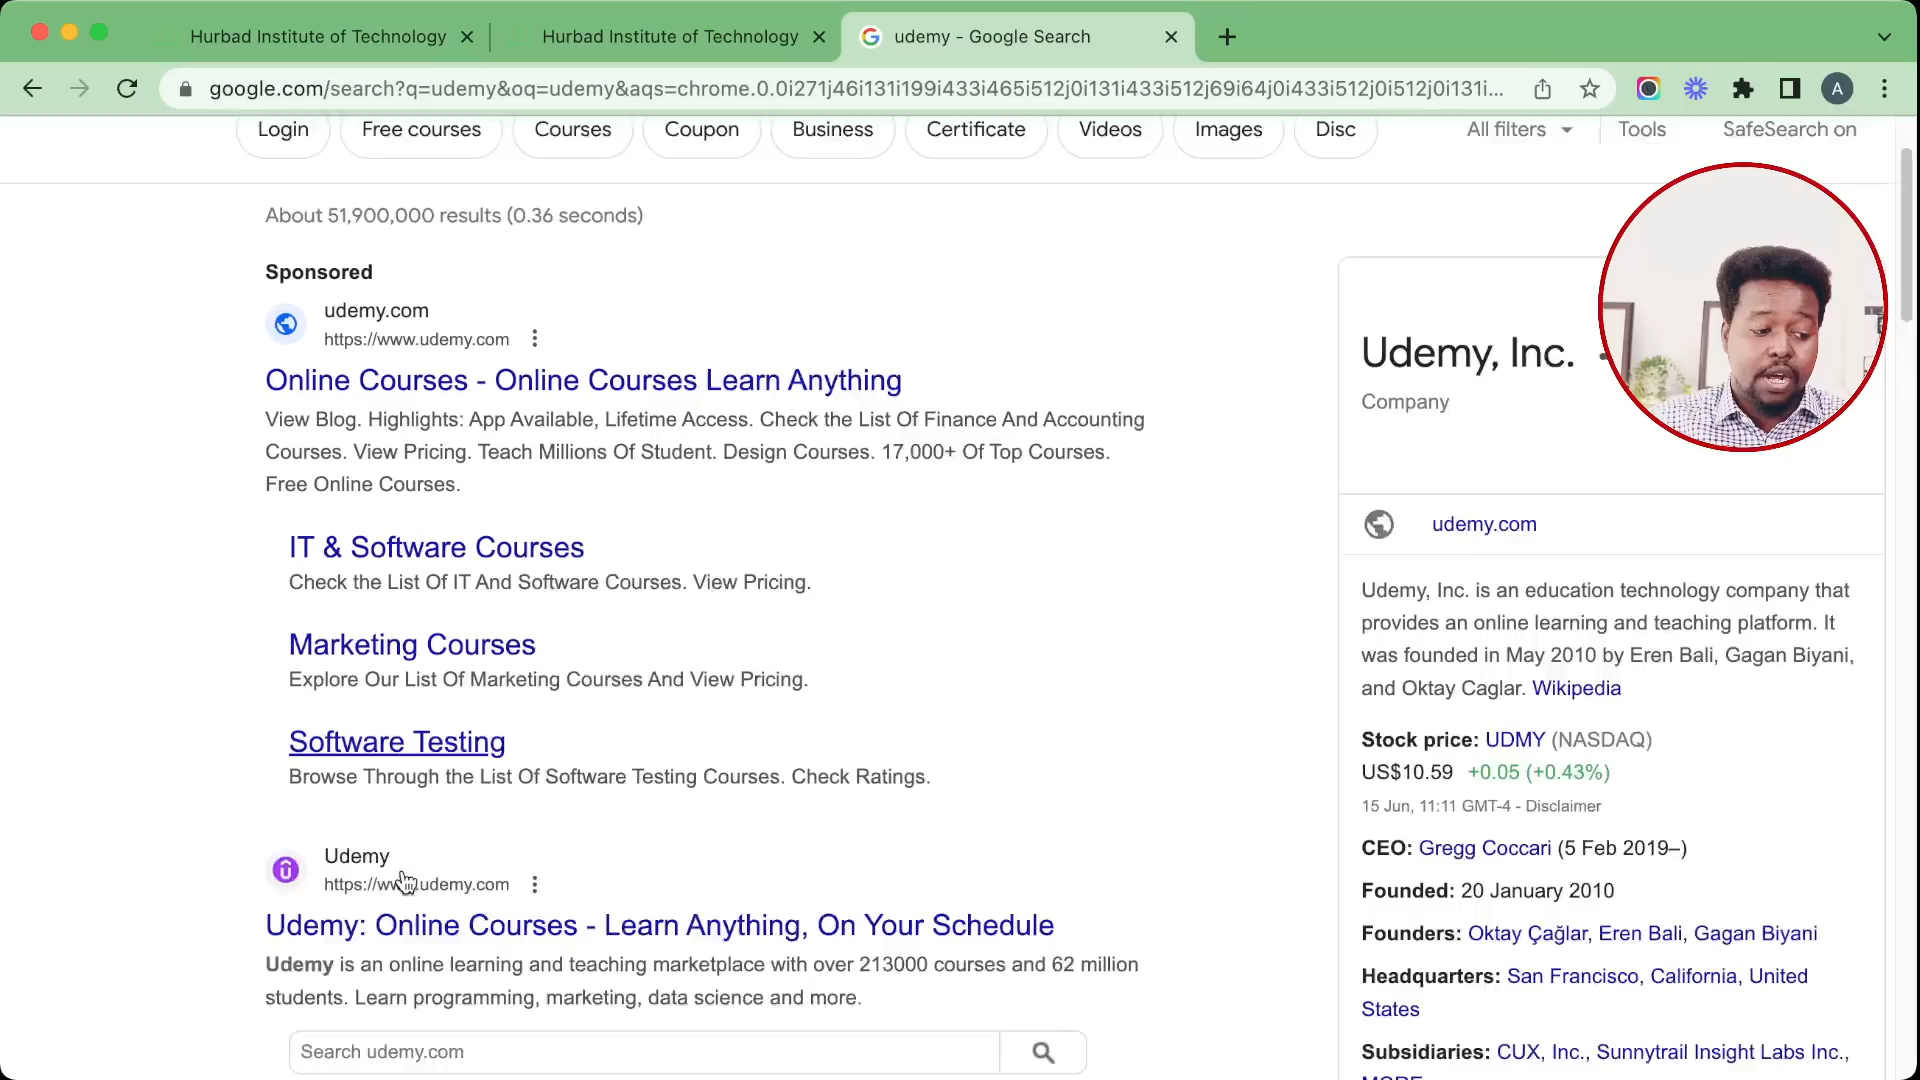 Hurbad Institute of Technology
Hurbad Institute of Technology
udemy - Google Search
google.com/search?q=udemy&oq=udemy&aqs=chrome.0.0i271j46i131i199i433i465i512j0i131i433i512j69i64j0i433i512j0i512j0i131i...
A
Login
Free courses
Courses
Coupon
Business
Certificate
Videos
Images
Disc
All filters
Tools
SafeSearch on
About 51,900,000 results (0.36 seconds)
Sponsored
udemy.com
https://www.udemy.com
Online Courses - Online Courses Learn Anything
View Blog. Highlights: App Available, Lifetime Access. Check the List Of Finance And Accounting
Courses. View Pricing. Teach Millions Of Student. Design Courses. 17,000+ Of Top Courses.
Free Online Courses.
IT & Software Courses
Check the List Of IT And Software Courses. View Pricing.
Marketing Courses
Explore Our List Of Marketing Courses And View Pricing.
Software Testing
Browse Through the List Of Software Testing Courses. Check Ratings.
Udemy
https://www.udemy.com
Udemy: Online Courses - Learn Anything, On Your Schedule
Udemy is an online learning and teaching marketplace with over 213000 courses and 62 million
students. Learn programming, marketing, data science and more.
Search udemy.com
Udemy, Inc.
Company
udemy.com
Udemy, Inc. is an education technology company that
provides an online learning and teaching platform. It
was founded in May 2010 by Eren Bali, Gagan Biyani,
and Oktay Caglar. Wikipedia
Stock price: UDMY (NASDAQ)
US$10.59 +0.05 (+0.43%)
15 Jun, 11:11 GMT-4 - Disclaimer
CEO: Gregg Coccari (5 Feb 2019–)
Founded: 20 January 2010
Founders: Oktay Çağlar, Eren Bali, Gagan Biyani
Headquarters: San Francisco, California, United
States
Subsidiaries: CUX, Inc., Sunnytrail Insight Labs Inc.,
MORE